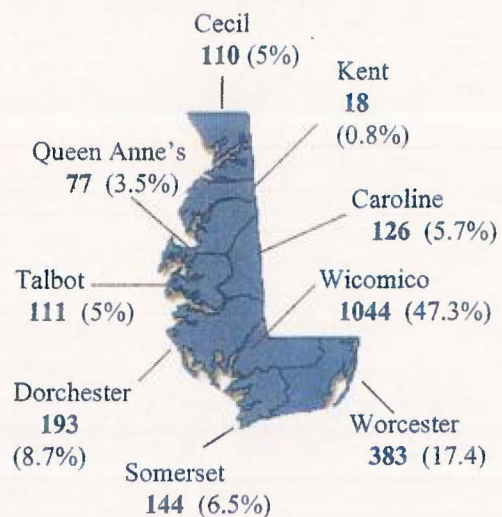 Cecil
110 (5%)
Kent
18
(0.8%)
Queen Anne's
77 (3.5%)
Caroline
126 (5.7%)
Talbot
111 (5%)
Wicomico
1044 (47.3%)
Dorchester
193
(8.7%)
Worcester
383 (17.4)
Somerset
144 (6.5%)